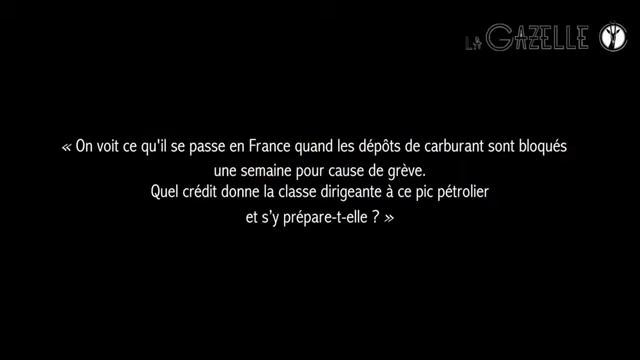 LA GAZELLE
« On voit ce qu'il se passe en France quand les dépôts de carburant sont bloqués
une semaine pour cause de grève.
Quel crédit donne la classe dirigeante à ce pic pétrolier
et s'y prépare-t-elle ? »